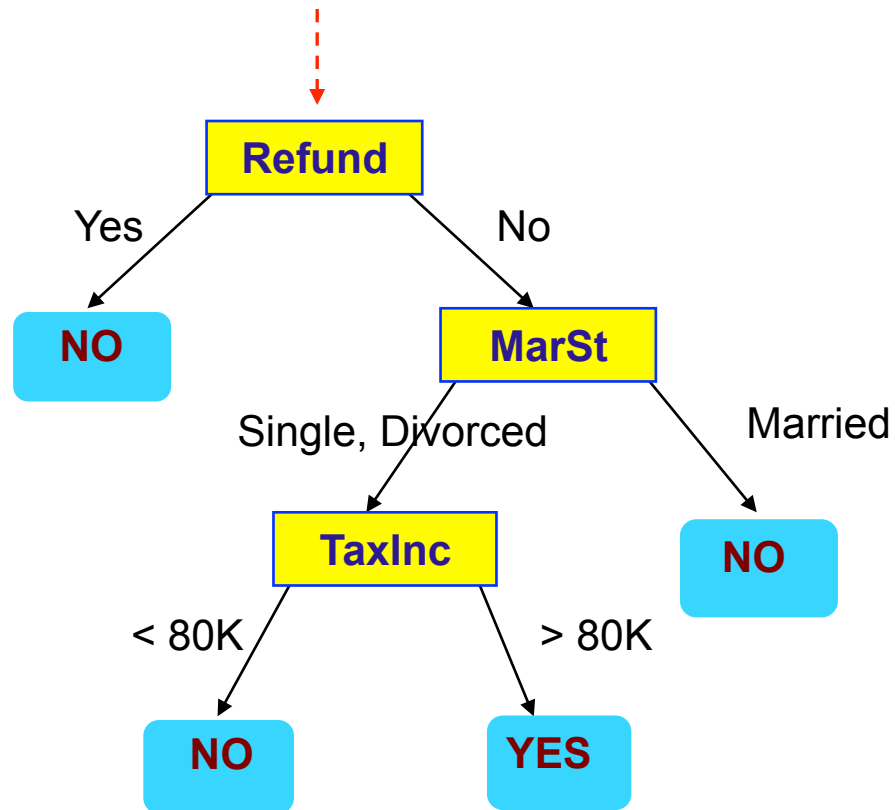 Refund
Yes
No
NO
MarSt
Single, Divorced
Married
TaxInc
NO
< 80K
> 80K
NO
YES